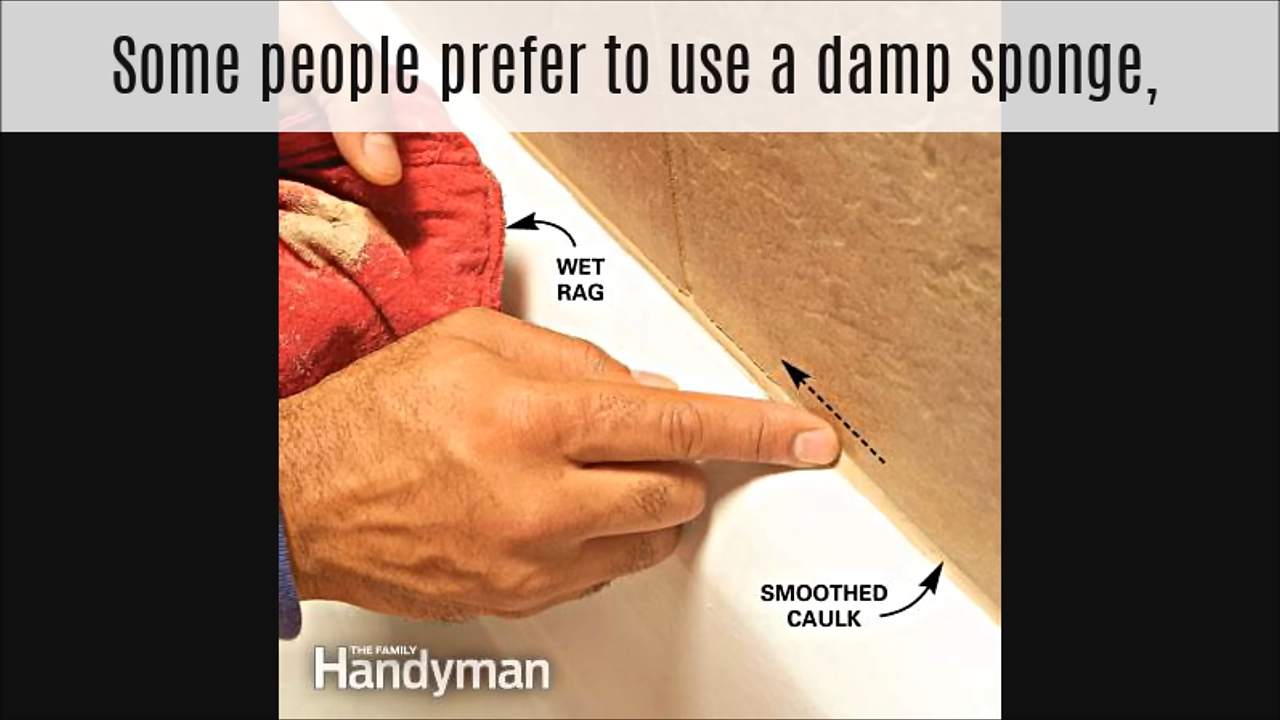 Some people prefer to use a damp sponge,
WET
RAG
SMOOTHED
CAULK
THE FAMILY
Handyman